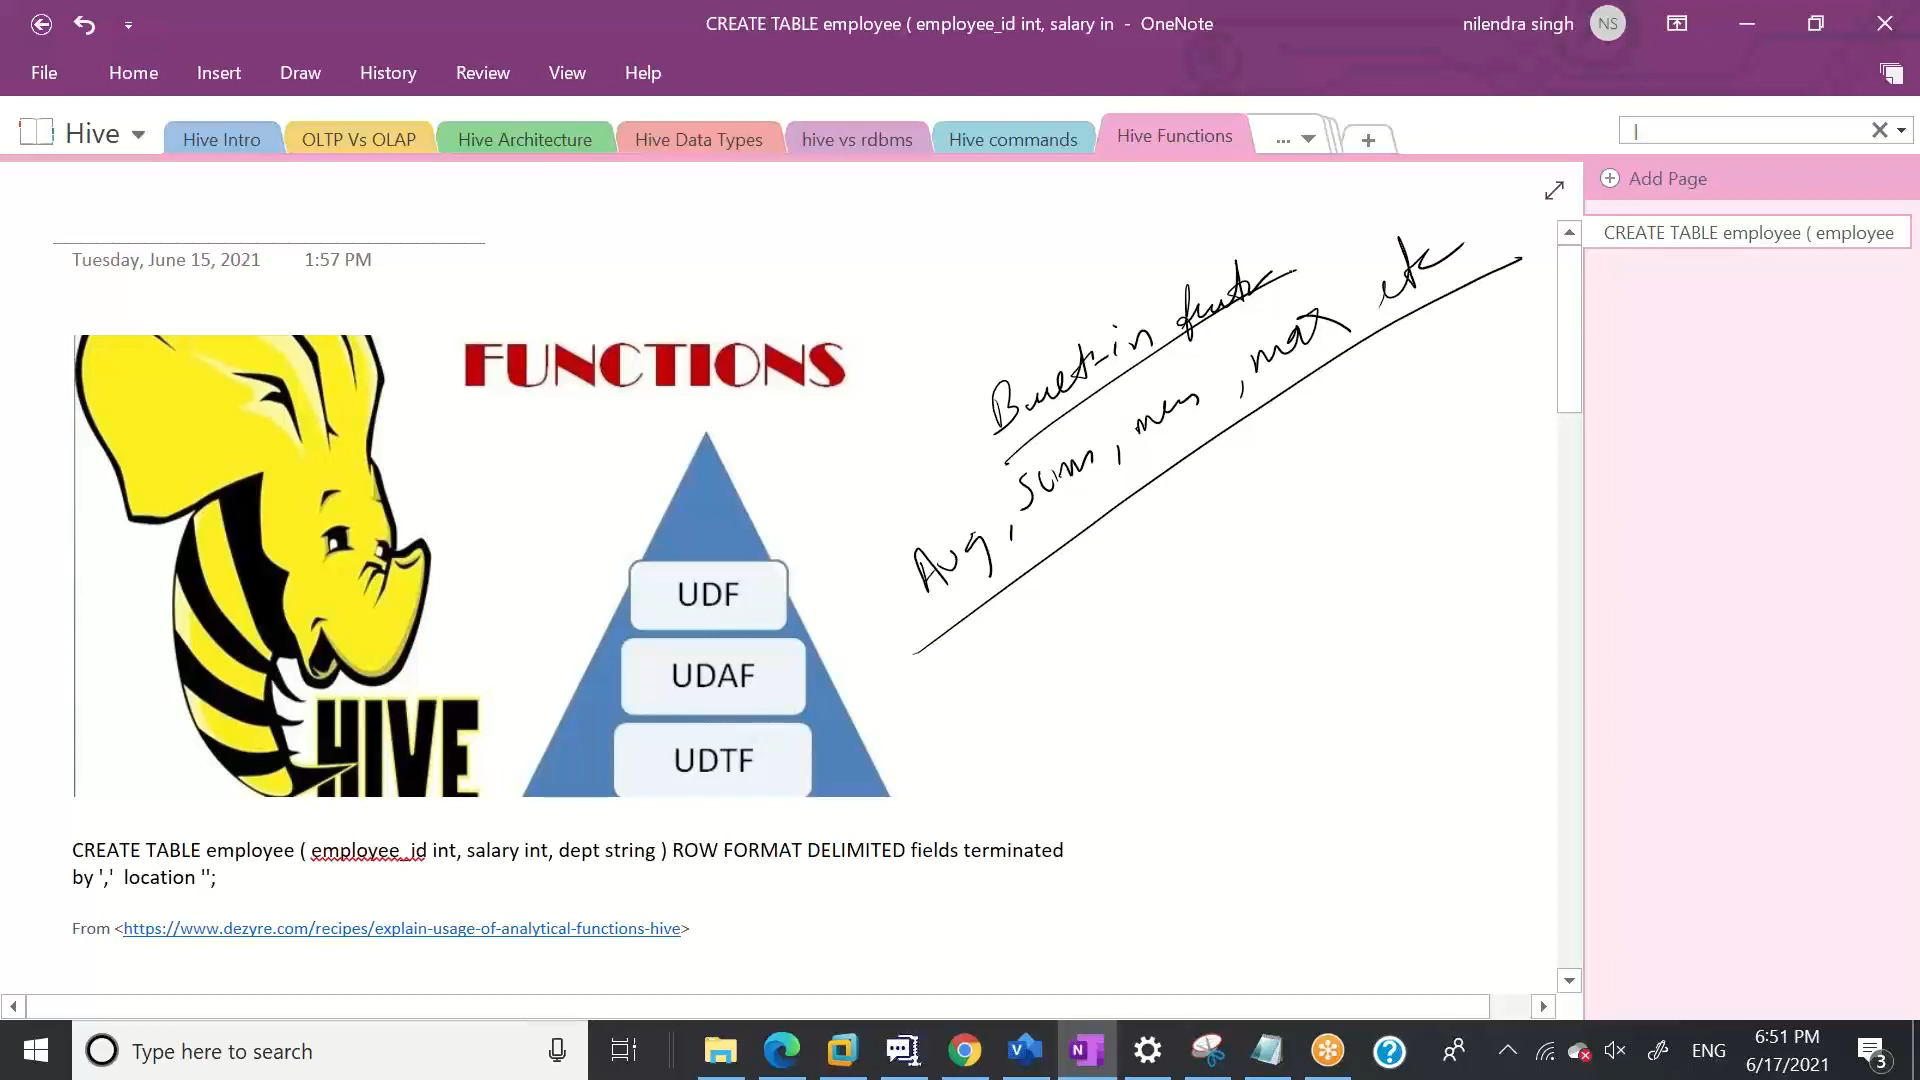 CREATE TABLE employee ( employee_id int, salary in - OneNote
nilendra singh
NS
File Home Insert Draw History Review View Help
Hive
Hive Intro
OLTP Vs OLAP
Hive Architecture
Hive Data Types
hive vs rdbms
Hive commands
Hive Functions
...
Add Page
CREATE TABLE employee ( employee
Tuesday, June 15, 2021 1:57 PM
FUNCTIONS
UDF
UDAF
UDTF
HIVE
Built-in
Avg, sum, , max etc
CREATE TABLE employee ( employee_id int, salary int, dept string ) ROW FORMAT DELIMITED fields terminated
by ',' location '';
From <https://www.dezyre.com/recipes/explain-usage-of-analytical-functions-hive>
Type here to search
ENG
6:51 PM
6/17/2021
3